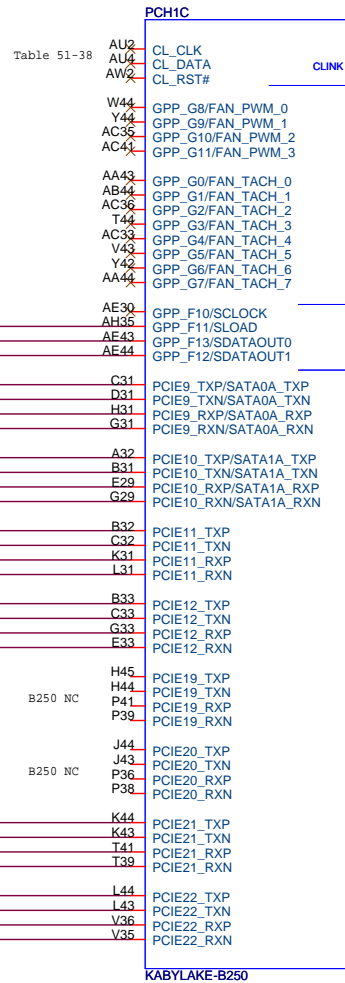 PCH1C
Table 51-38
AU2 CL_CLK
AU4 CL_DATA
CLINK
AW2 CL_RST#
W44 GPP_G8/FAN_PWM_0
Y44 GPP_G9/FAN_PWM_1
AC35 GPP_G10/FAN_PWM_2
AC41 GPP_G11/FAN_PWM_3
AA43 GPP_G0/FAN_TACH_0
AB44 GPP_G1/FAN_TACH_1
AC36 GPP_G2/FAN_TACH_2
T44 GPP_G3/FAN_TACH_3
AC33 GPP_G4/FAN_TACH_4
V43 GPP_G5/FAN_TACH_5
Y42 GPP_G6/FAN_TACH_6
AA44 GPP_G7/FAN_TACH_7
AE30 GPP_F10/SCLOCK
AH35 GPP_F11/SLOAD
AE43 GPP_F13/SDATAOUT0
AE44 GPP_F12/SDATAOUT1
C31 PCIE9_TXP/SATA0A_TXP
D31 PCIE9_TXN/SATA0A_TXN
H31 PCIE9_RXP/SATA0A_RXP
G31 PCIE9_RXN/SATA0A_RXN
A32 PCIE10_TXP/SATA1A_TXP
B31 PCIE10_TXN/SATA1A_TXN
E29 PCIE10_RXP/SATA1A_RXP
G29 PCIE10_RXN/SATA1A_RXN
B32 PCIE11_TXP
C32 PCIE11_TXN
K31 PCIE11_RXP
L31 PCIE11_RXN
B33 PCIE12_TXP
C33 PCIE12_TXN
G33 PCIE12_RXP
E33 PCIE12_RXN
H45 PCIE19_TXP
H44 PCIE19_TXN
B250 NC
P41 PCIE19_RXP
P39 PCIE19_RXN
J44 PCIE20_TXP
J43 PCIE20_TXN
B250 NC
P36 PCIE20_RXP
P38 PCIE20_RXN
K44 PCIE21_TXP
K43 PCIE21_TXN
T41 PCIE21_RXP
T39 PCIE21_RXN
L44 PCIE22_TXP
L43 PCIE22_TXN
V36 PCIE22_RXP
V35 PCIE22_RXN
KABYLAKE-B250